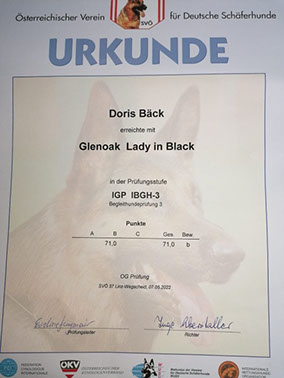 Österreichischer Verein für Deutsche Schäferhunde
SVÖ
URKUNDE
Doris Bäck
erreichte mit
Glenoak Lady in Black
in der Prüfungsstufe
IGP IBGH-3
Begleithundeprüfung 3
Punkte
A B C Ges. Bew.
71,0 71,0 b
OG Prüfung
SVÖ 37 Linz-Wegscheid, 07.05.2022
Prüfungsleiter Richter
ÖKV